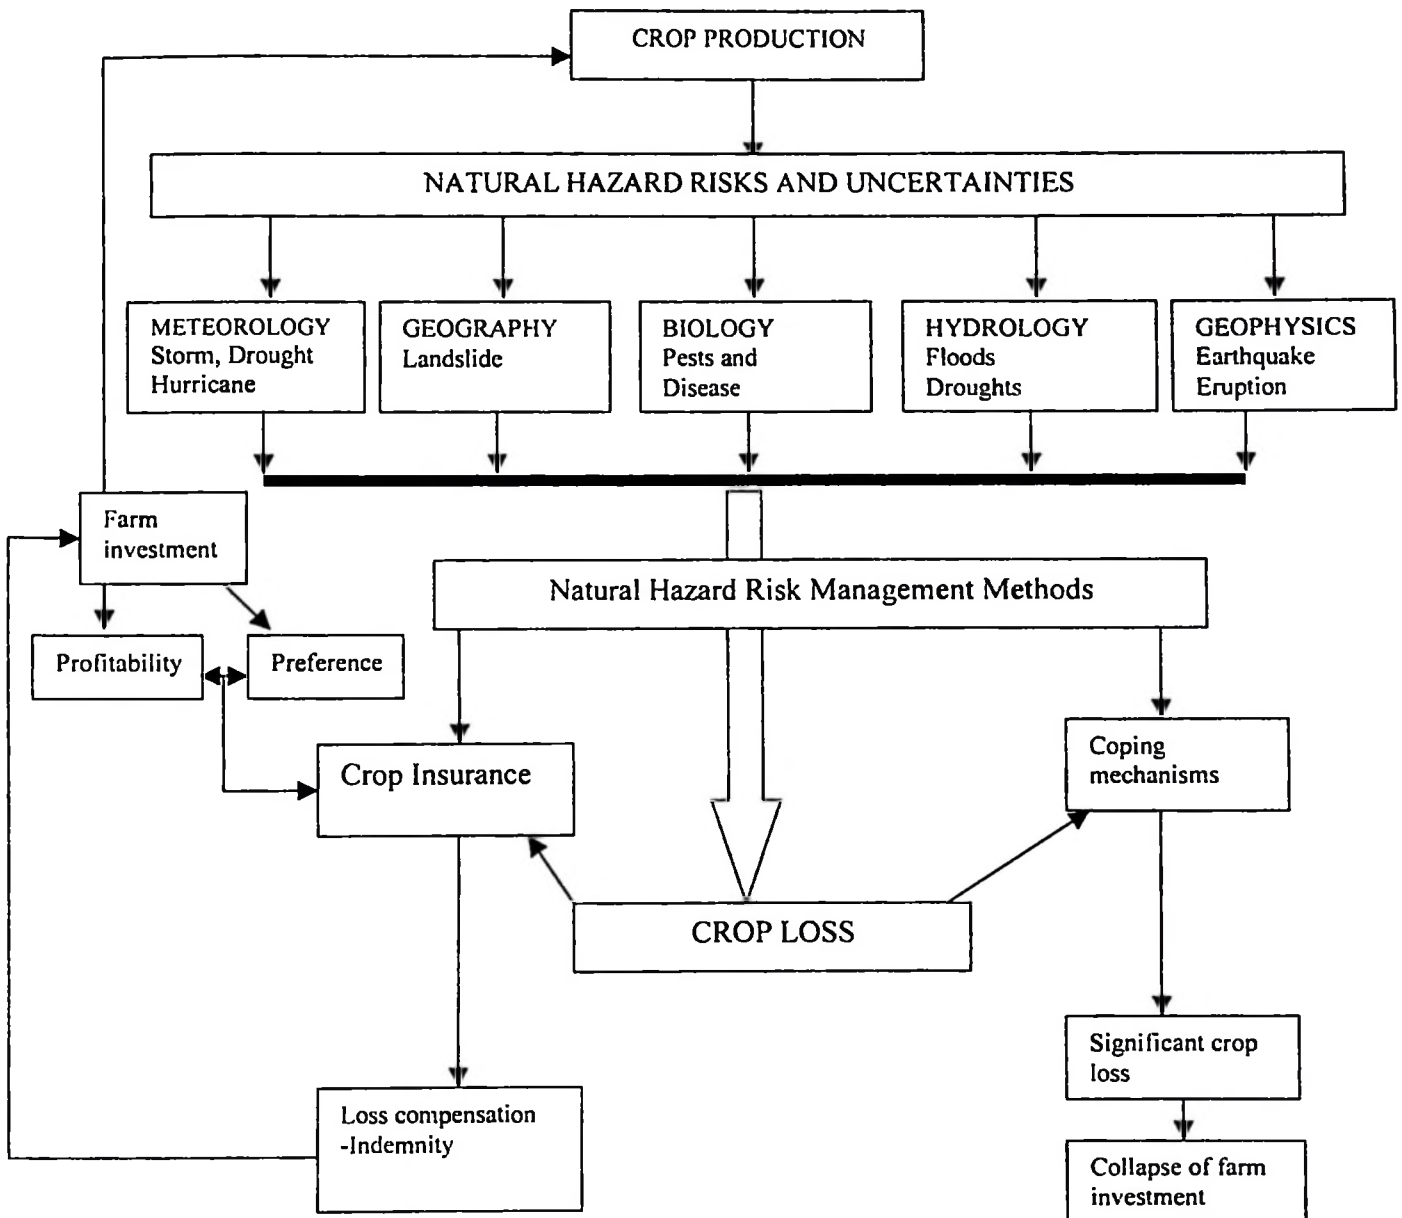 CROP PRODUCTION
NATURAL HAZARD RISKS AND UNCERTAINTIES
METEOROLOGY
Storm, Drought
Hurricane
GEOGRAPHY
Landslide
BIOLOGY
Pests and
Disease
HYDROLOGY
Floods
Droughts
GEOPHYSICS
Earthquake
Eruption
Farm
investment
Natural Hazard Risk Management Methods
Profitability
Preference
Crop Insurance
Coping
mechanisms
CROP LOSS
Significant crop
loss
Loss compensation
-Indemnity
Collapse of farm
investment